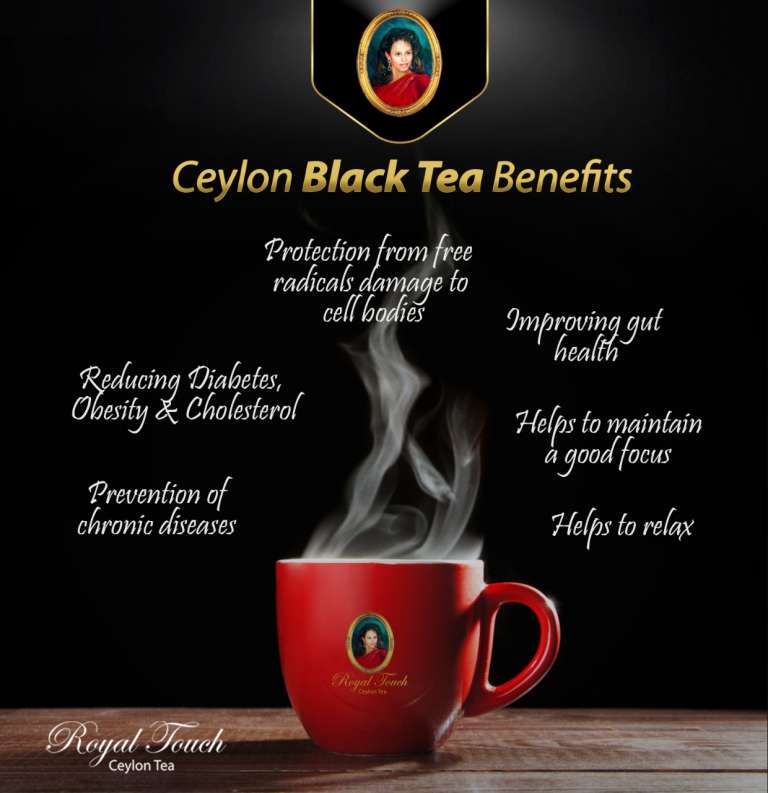 Ceylon Black Tea Benefits
Protection from free
radicals damage to
cell bodies
Improving gut
health
Reducing Diabetes,
Obesity & Cholesterol
Helps to maintain
a good focus
Prevention of
chronic diseases
Helps to relax
Royal Touch
Ceylon Tea
Royal Touch
Ceylon Tea